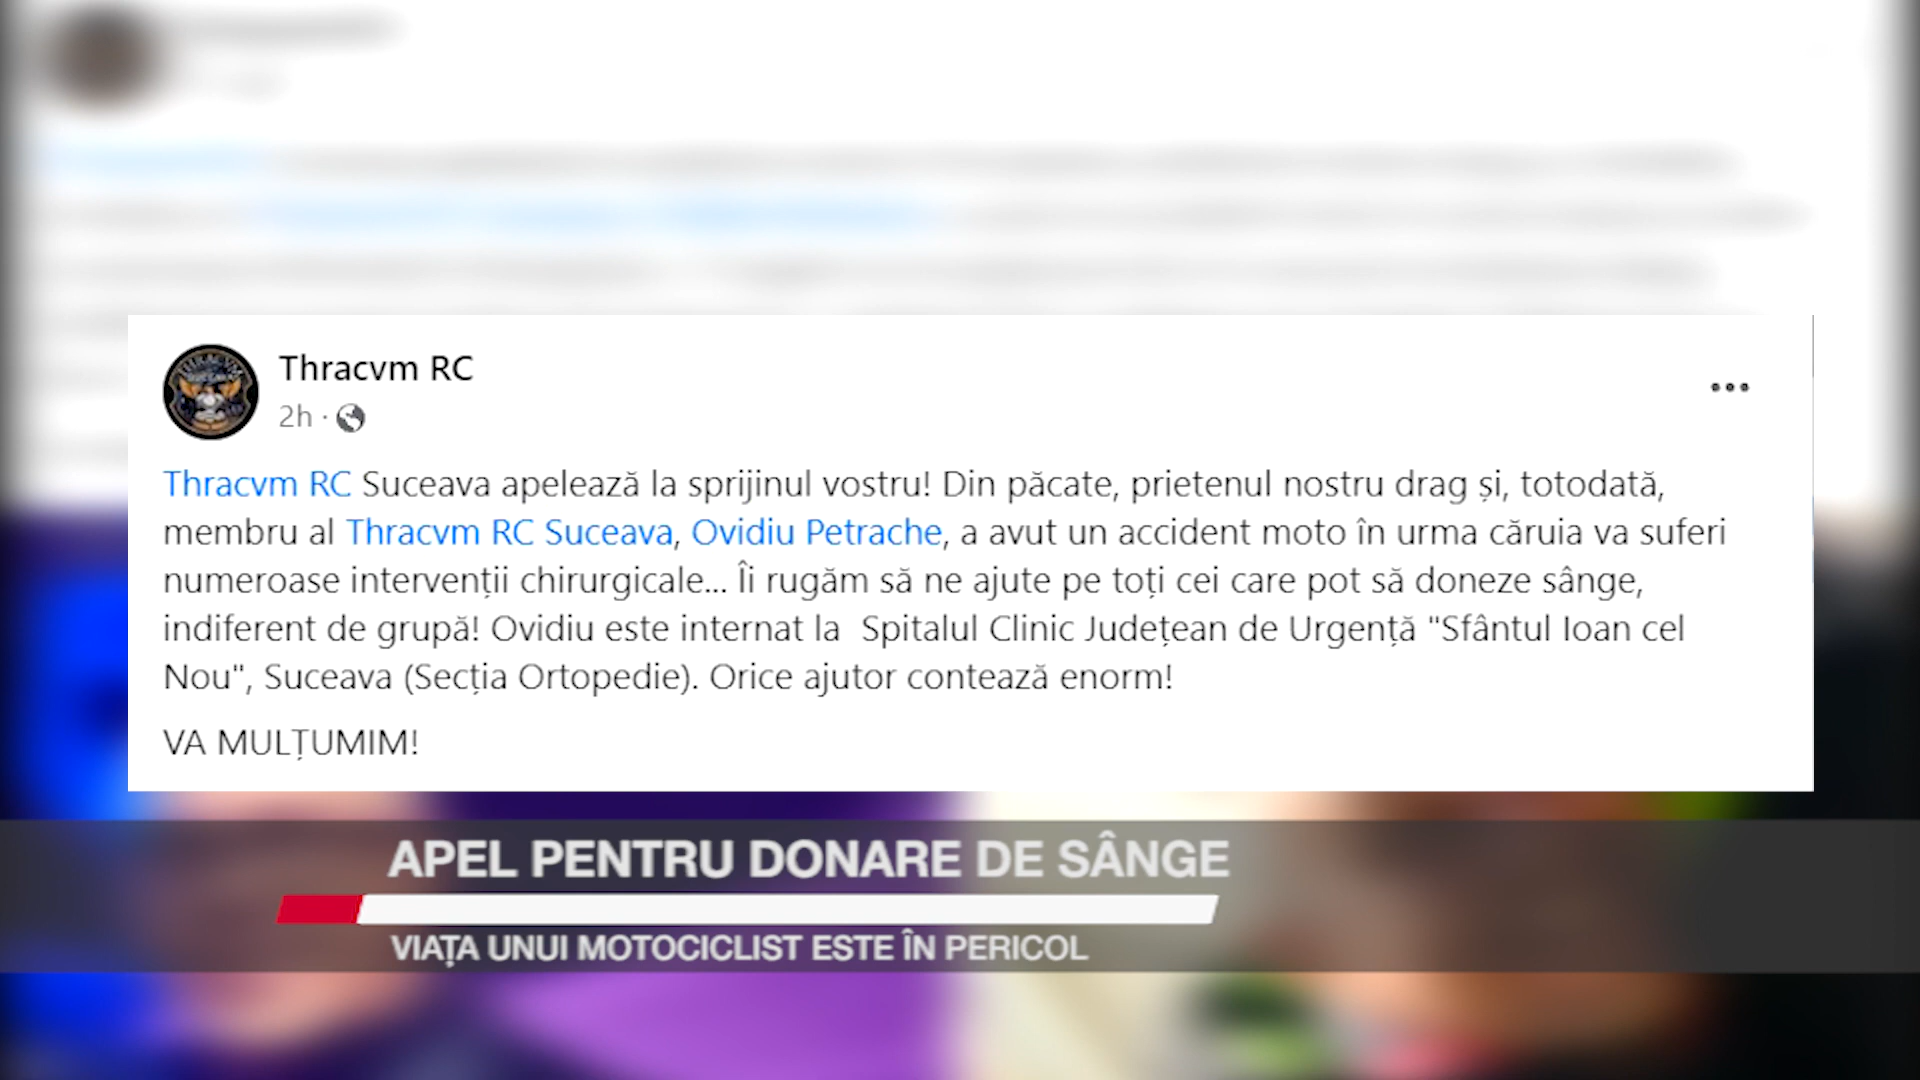 Thracvm RC
2h ·
Thracvm RC Suceava apelează la sprijinul vostru! Din păcate, prietenul nostru drag și, totodată,
membru al Thracvm RC Suceava, Ovidiu Petrache, a avut un accident moto în urma căruia va suferi
numeroase intervenții chirurgicale... Îi rugăm să ne ajute pe toți cei care pot să doneze sânge,
indiferent de grupă! Ovidiu este internat la Spitalul Clinic Județean de Urgență "Sfântul Ioan cel
Nou", Suceava (Secția Ortopedie). Orice ajutor contează enorm!
VA MULȚUMIM!
APEL PENTRU DONARE DE SÂNGE
VIAȚA UNUI MOTOCICLIST ESTE ÎN PERICOL